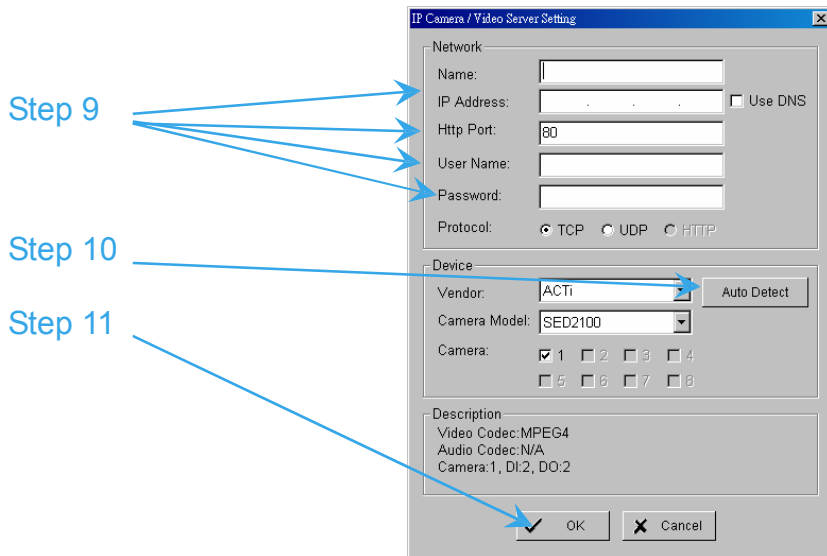 IP Camera / Video Server Setting
Network
Name:
Step 9
IP Address: . . . Use DNS
Http Port: 80
User Name:
Password:
Protocol: TCP UDP HTTP
Step 10
Device
Vendor: ACTi Auto Detect
Step 11
Camera Model: SED2100
Camera: 1 2 3 4
5 6 7 8
Description
Video Codec:MPEG4
Audio Codec:N/A
Camera:1, DI:2, DO:2
OK Cancel